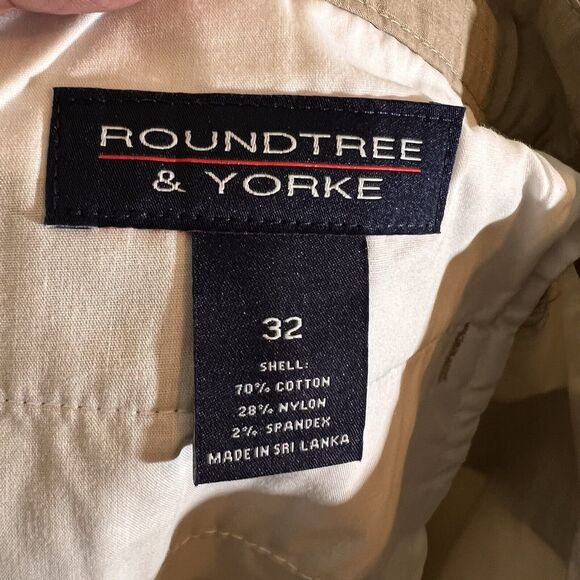 ROUNDTREE
& YORKE
32
SHELL:
70% COTTON
28% NYLON
2% SPANDEX
MADE IN SRI LANKA